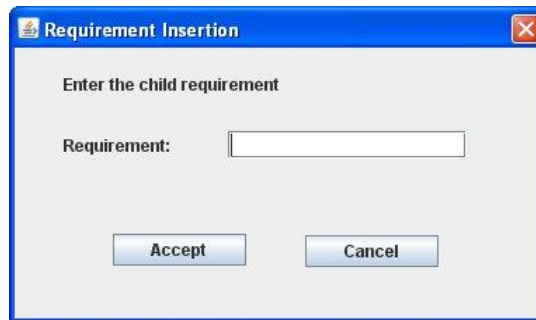 Requirement Insertion
Enter the child requirement
Requirement:
Accept Cancel